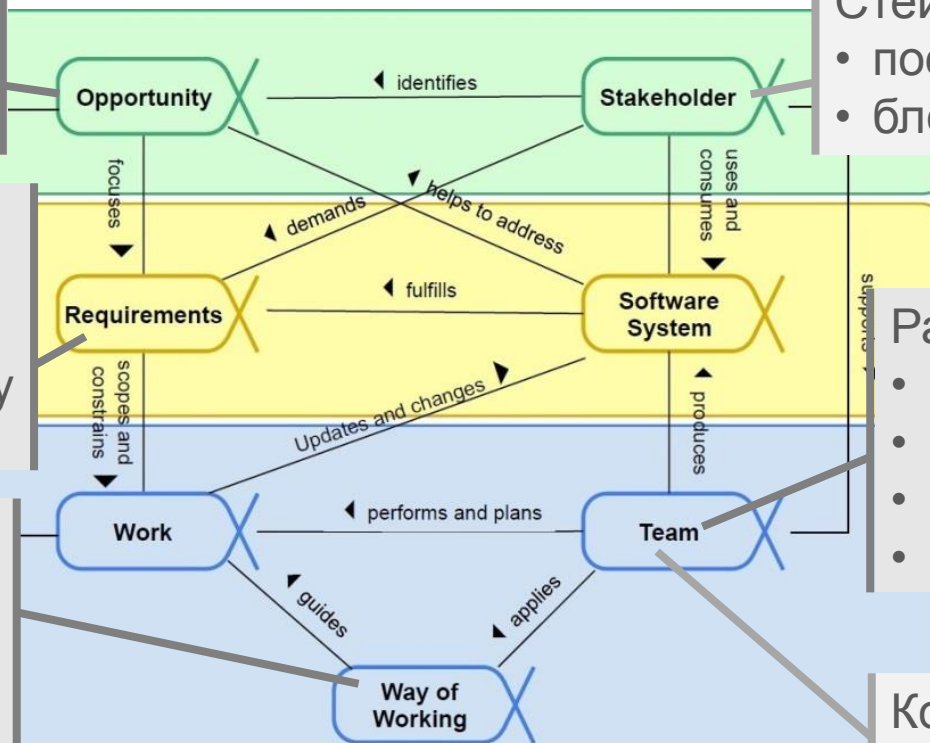 Стей
• пос
• бло
Opportunity
identifies
Stakeholder
focuses
demands
helps to address
uses and
consumes
Requirements
fulfills
Software
System
supports
у
Ра
scopes and
constrains
Updates and changes
produces
Work
performs and plans
Team
guides
applies
Way of
Working
Ко